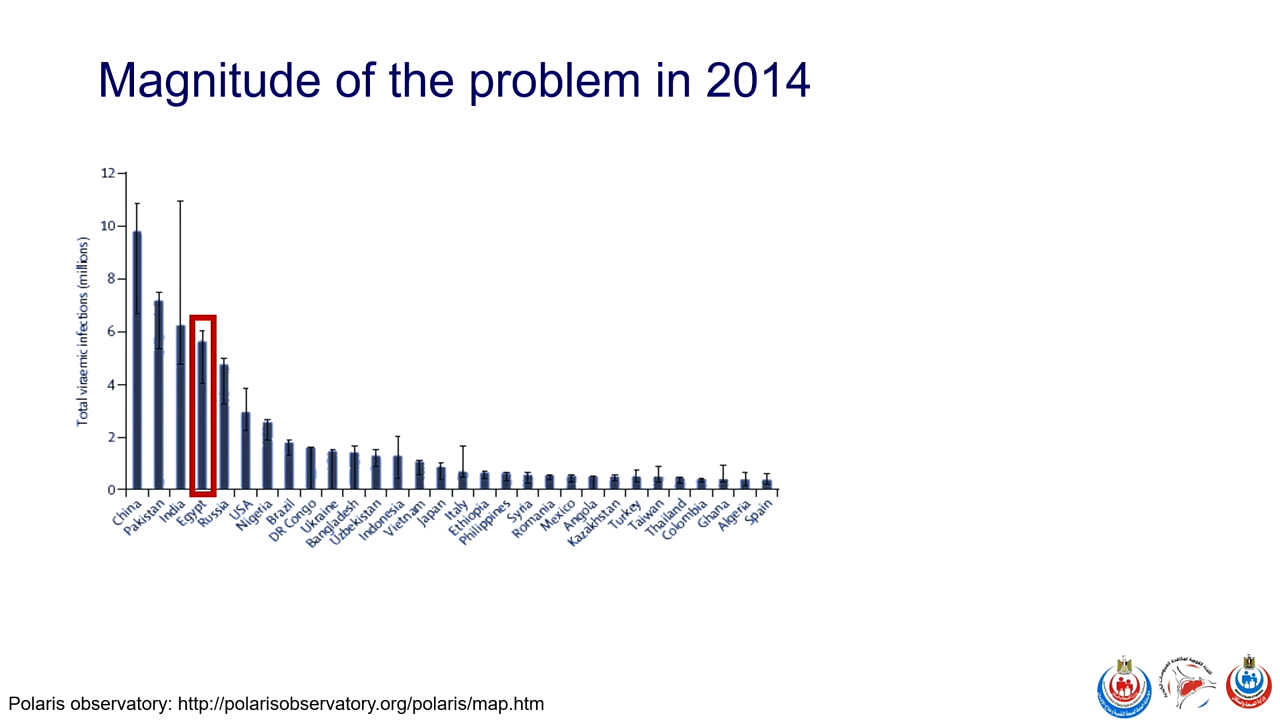 Magnitude of the problem in 2014
Total viraemic infections (millions)
12
10
8
6
4
2
0
China
Pakistan
India
Egypt
Russia
USA
Nigeria
Brazil
DR Congo
Ukraine
Bangladesh
Uzbekistan
Indonesia
Vietnam
Japan
Italy
Ethiopia
Philippines
Syria
Romania
Mexico
Angola
Kazakhstan
Turkey
Taiwan
Thailand
Colombia
Ghana
Algeria
Spain
Polaris observatory: http://polarisobservatory.org/polaris/map.htm